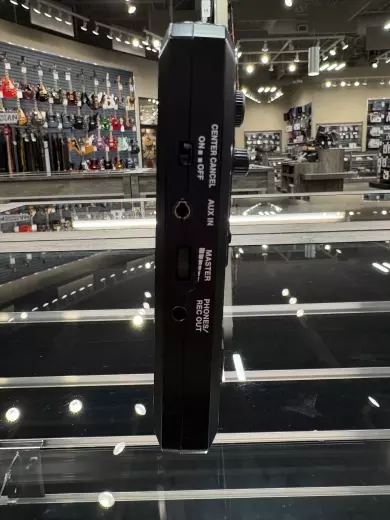 CENTER CANCEL
ON OFF
AUX IN
MASTER
PHONES/
REC OUT